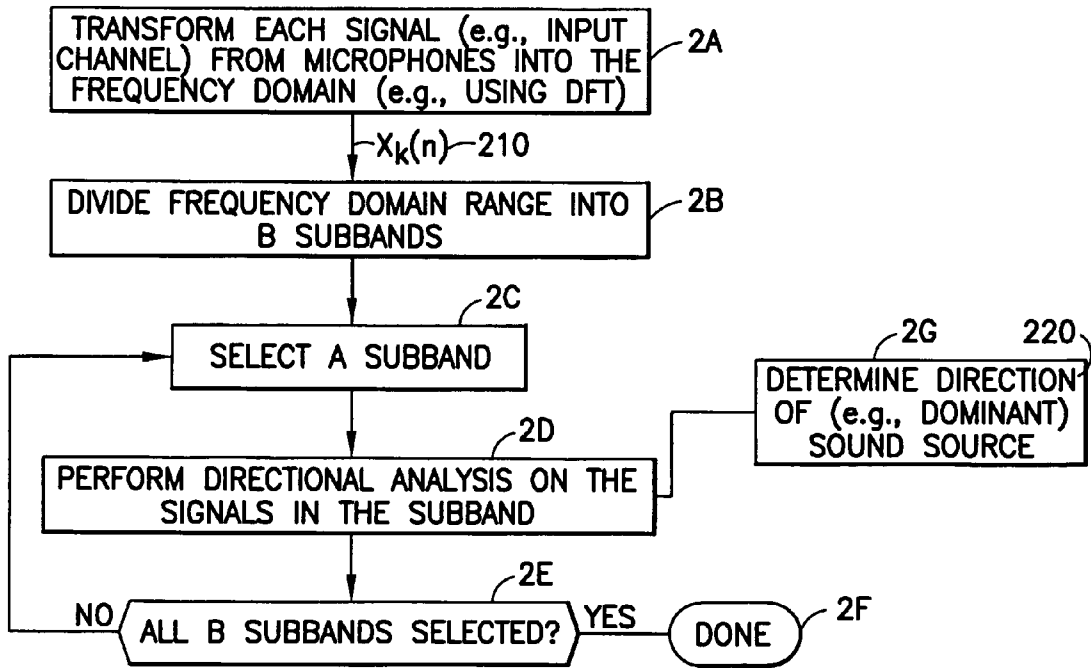 TRANSFORM EACH SIGNAL (e.g., INPUT
CHANNEL) FROM MICROPHONES INTO THE
FREQUENCY DOMAIN (e.g., USING DFT)
2A
Xk(n) 210
DIVIDE FREQUENCY DOMAIN RANGE INTO
B SUBBANDS
2B
2C
SELECT A SUBBAND
2D
PERFORM DIRECTIONAL ANALYSIS ON THE
SIGNALS IN THE SUBBAND
2G
220
DETERMINE DIRECTION
OF (e.g., DOMINANT)
SOUND SOURCE
2E
NO
ALL B SUBBANDS SELECTED?
YES
DONE
2F